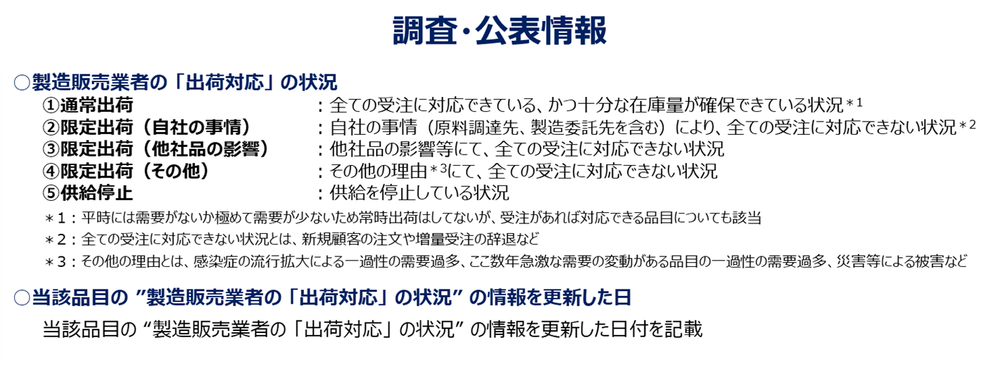 調査・公表情報
○製造販売業者の「出荷対応」の状況
①通常出荷 ：全ての受注に対応できている、かつ十分な在庫量が確保できている状況＊1
②限定出荷（自社の事情） ：自社の事情（原料調達先、製造委託先を含む）により、全ての受注に対応できない状況＊2
③限定出荷（他社品の影響） ：他社品の影響等にて、全ての受注に対応できない状況
④限定出荷（その他） ：その他の理由＊3にて、全ての受注に対応できない状況
⑤供給停止 ：供給を停止している状況
＊1：平時には需要がないか極めて需要が少ないため常時出荷はしてないが、受注があれば対応できる品目についても該当
＊2：全ての受注に対応できない状況とは、新規顧客の注文や増量受注の辞退など
＊3：その他の理由とは、感染症の流行拡大による一過性の需要過多、ここ数年急激な需要の変動がある品目の一過性の需要過多、災害等による被害など
○当該品目の ”製造販売業者の「出荷対応」の状況” の情報を更新した日
当該品目の “製造販売業者の「出荷対応」の状況” の情報を更新した日付を記載